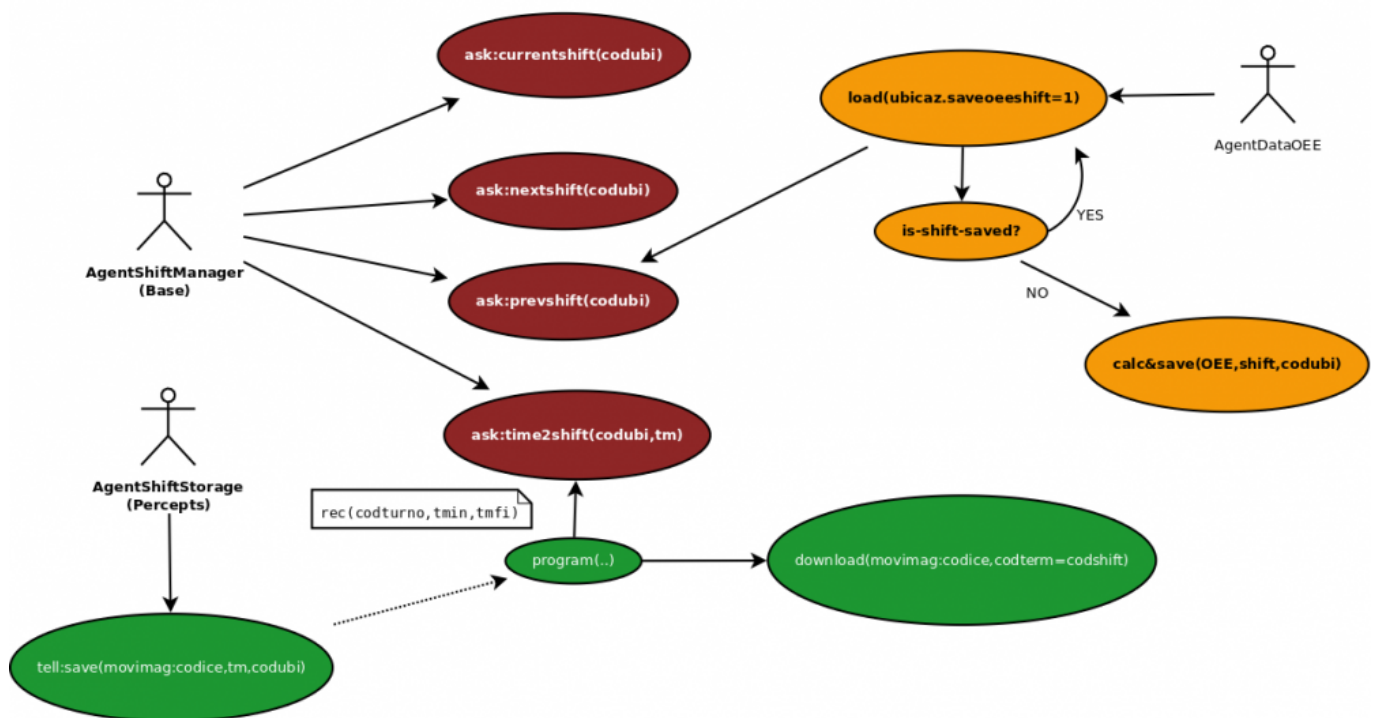 ask:currentshift(codubi)
load(ubicaz.saveoeeshift=1)
AgentDataOEE
ask:nextshift(codubi)
YES
is-shift-saved?
AgentShiftManager
(Base)
ask:prevshift(codubi)
NO
calc&save(OEE,shift,codubi)
ask:time2shift(codubi,tm)
AgentShiftStorage
(Percepts)
rec(codturno,tmin,tmfi)
program(..)
download(movimag:codice,codterm=codshift)
tell:save(movimag:codice,tm,codubi)